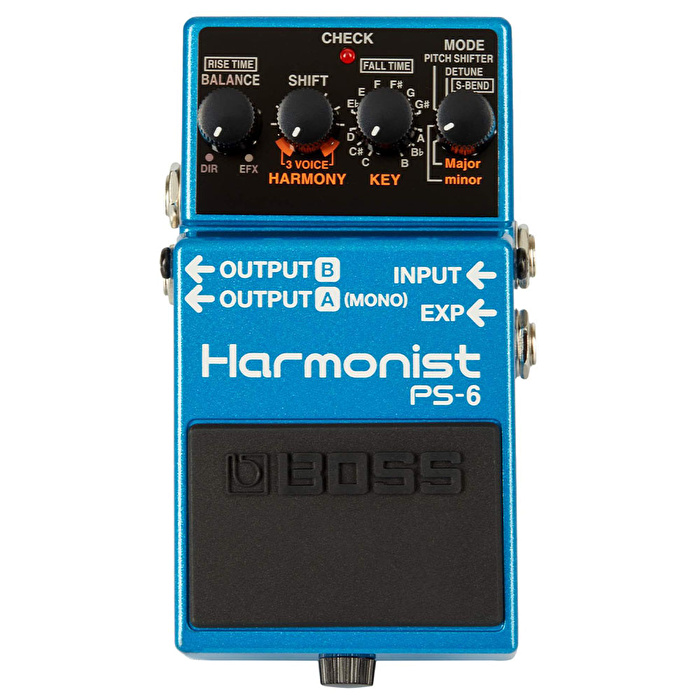 CHECK
RISE TIME
BALANCE
SHIFT
FALL TIME
MODE
PITCH SHIFTER
DETUNE
S-BEND
C C# D E♭ E F F# G G# A B♭ B
DIR EFX
3 VOICE
HARMONY
KEY
Major
minor
OUTPUT B
OUTPUT A (MONO)
INPUT
EXP
Harmonist
PS-6
b BOSS